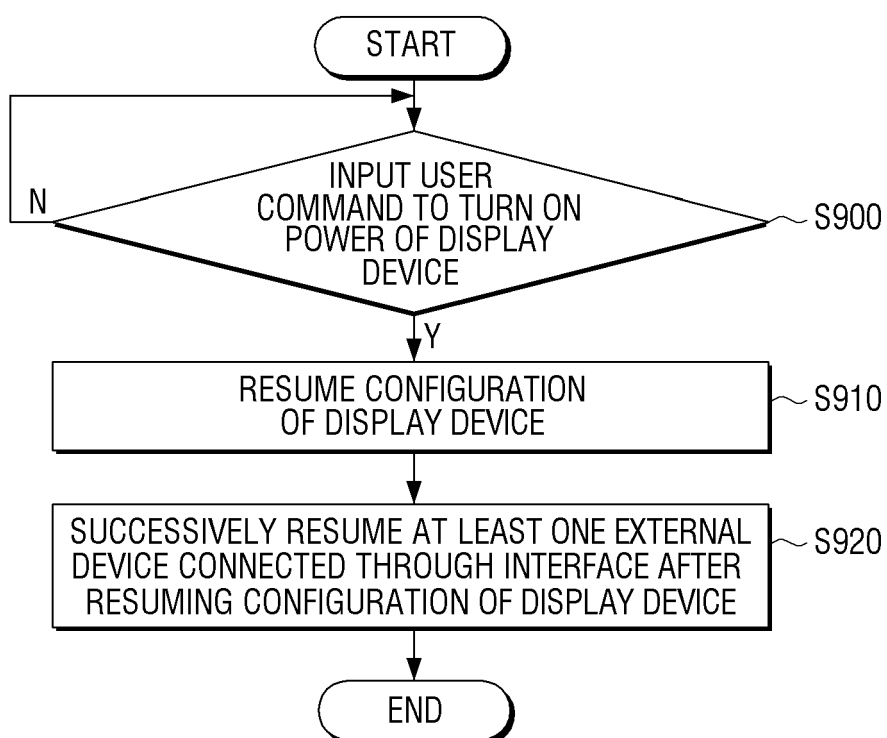 START
INPUT USER
COMMAND TO TURN ON
POWER OF DISPLAY
DEVICE
N
S900
Y
RESUME CONFIGURATION
OF DISPLAY DEVICE
S910
SUCCESSIVELY RESUME AT LEAST ONE EXTERNAL
DEVICE CONNECTED THROUGH INTERFACE AFTER
RESUMING CONFIGURATION OF DISPLAY DEVICE
S920
END